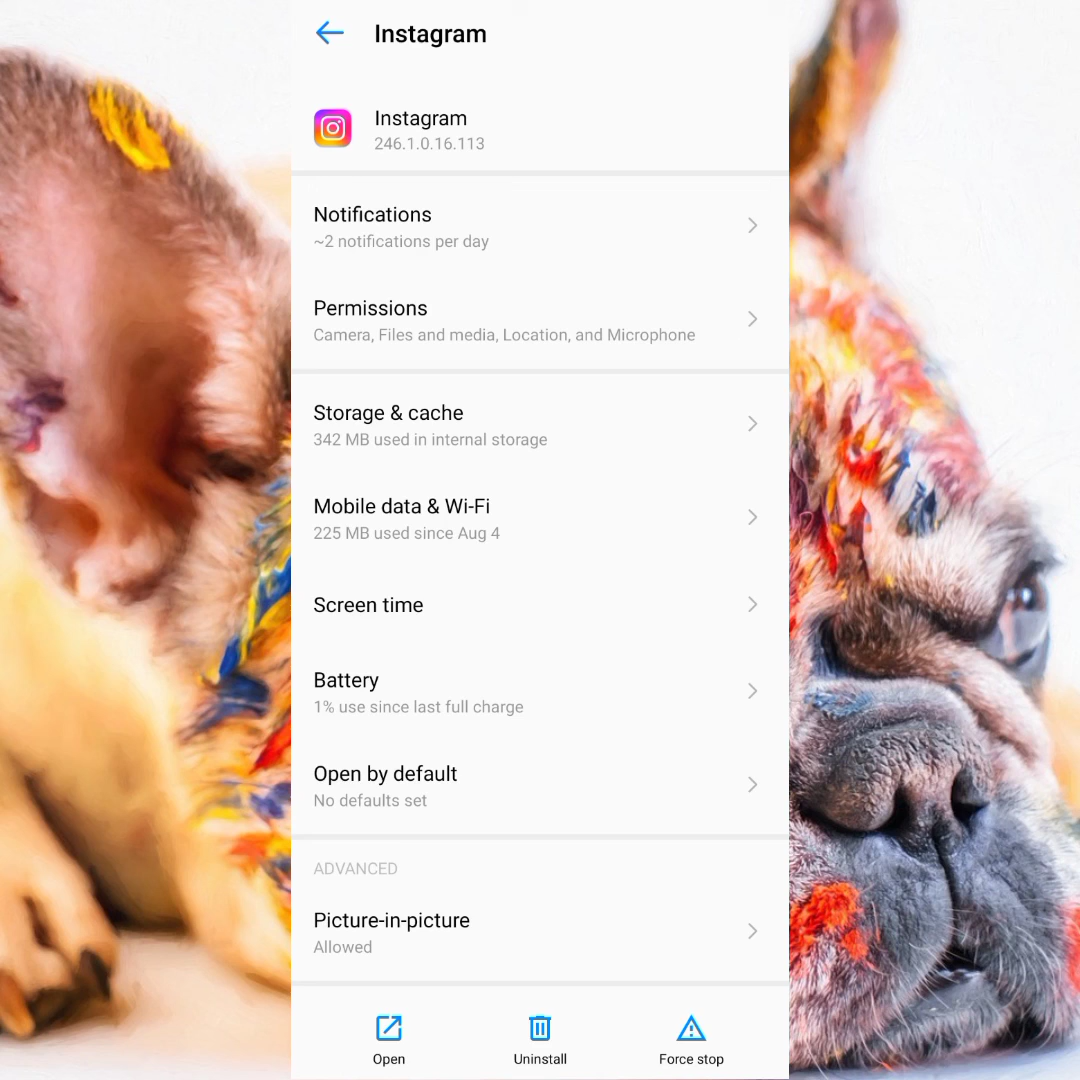 Instagram
Instagram
246.1.0.16.113
Notifications
~2 notifications per day
Permissions
Camera, Files and media, Location, and Microphone
Storage & cache
342 MB used in internal storage
Mobile data & Wi-Fi
225 MB used since Aug 4
Screen time
Battery
1% use since last full charge
Open by default
No defaults set
ADVANCED
Picture-in-picture
Allowed
Open
Uninstall
Force stop